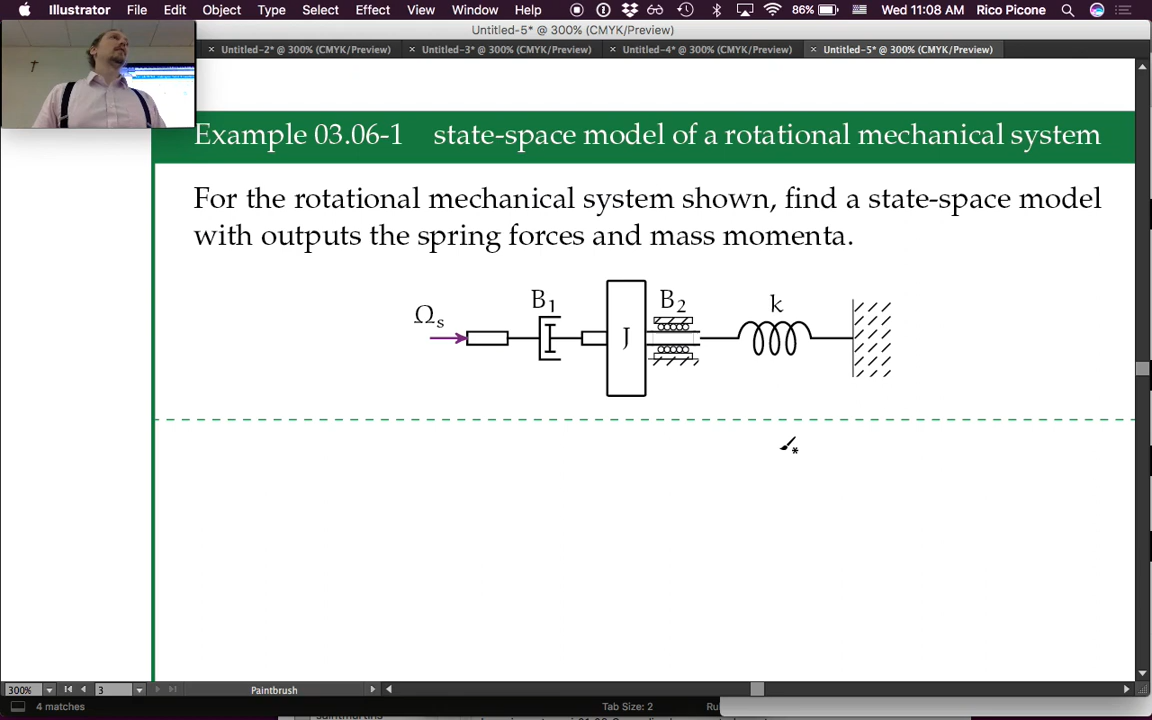 Illustrator File Edit Object Type Select Effect View Window Help 86% Wed 11:08 AM Rico Picone
Untitled-5* @ 300% (CMYK/Preview)
Untitled-2* @ 300% (CMYK/Preview) Untitled-3* @ 300% (CMYK/Preview) Untitled-4* @ 300% (CMYK/Preview) Untitled-5* @ 300% (CMYK/Preview)
Example 03.06-1 state-space model of a rotational mechanical system
For the rotational mechanical system shown, find a state-space model
with outputs the spring forces and mass momenta.
Ωs B1 J B2 k
300% 3 Paintbrush
4 matches Tab Size: 2